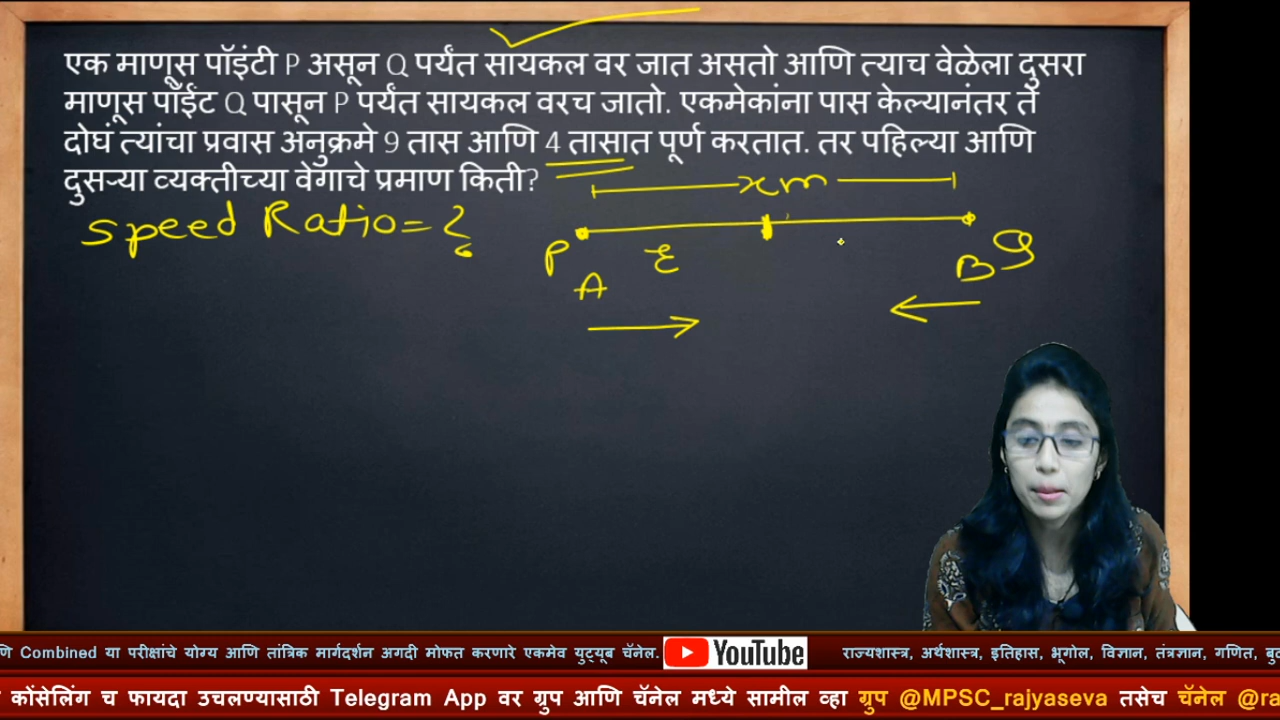 एक माणूस पॉइंटी P असून Q पर्यंत सायकल वर जात असतो आणि त्याच वेळेला दुसरा
माणूस पॉईंट Q पासून P पर्यंत सायकल वरच जातो. एकमेकांना पास केल्यानंतर ते
दोघं त्यांचा प्रवास अनुक्रमे 9 तास आणि 4 तासात पूर्ण करतात. तर पहिल्या आणि
दुसऱ्या व्यक्तीच्या वेगाचे प्रमाण किती?
xm
Speed Ratio = ?
P t B Q
A
णि Combined या परीक्षांचे योग्य आणि तांत्रिक मार्गदर्शन अगदी मोफत करणारे एकमेव युट्यूब चॅनेल. YouTube राज्यशास्त्र, अर्थशास्त्र, इतिहास, भूगोल, विज्ञान, तंत्रज्ञान, गणित,
कोंसेलिंग च फायदा उचलण्यासाठी Telegram App वर ग्रुप आणि चॅनेल मध्ये सामील व्हा ग्रुप @MPSC_rajyaseva तसेच चॅनेल